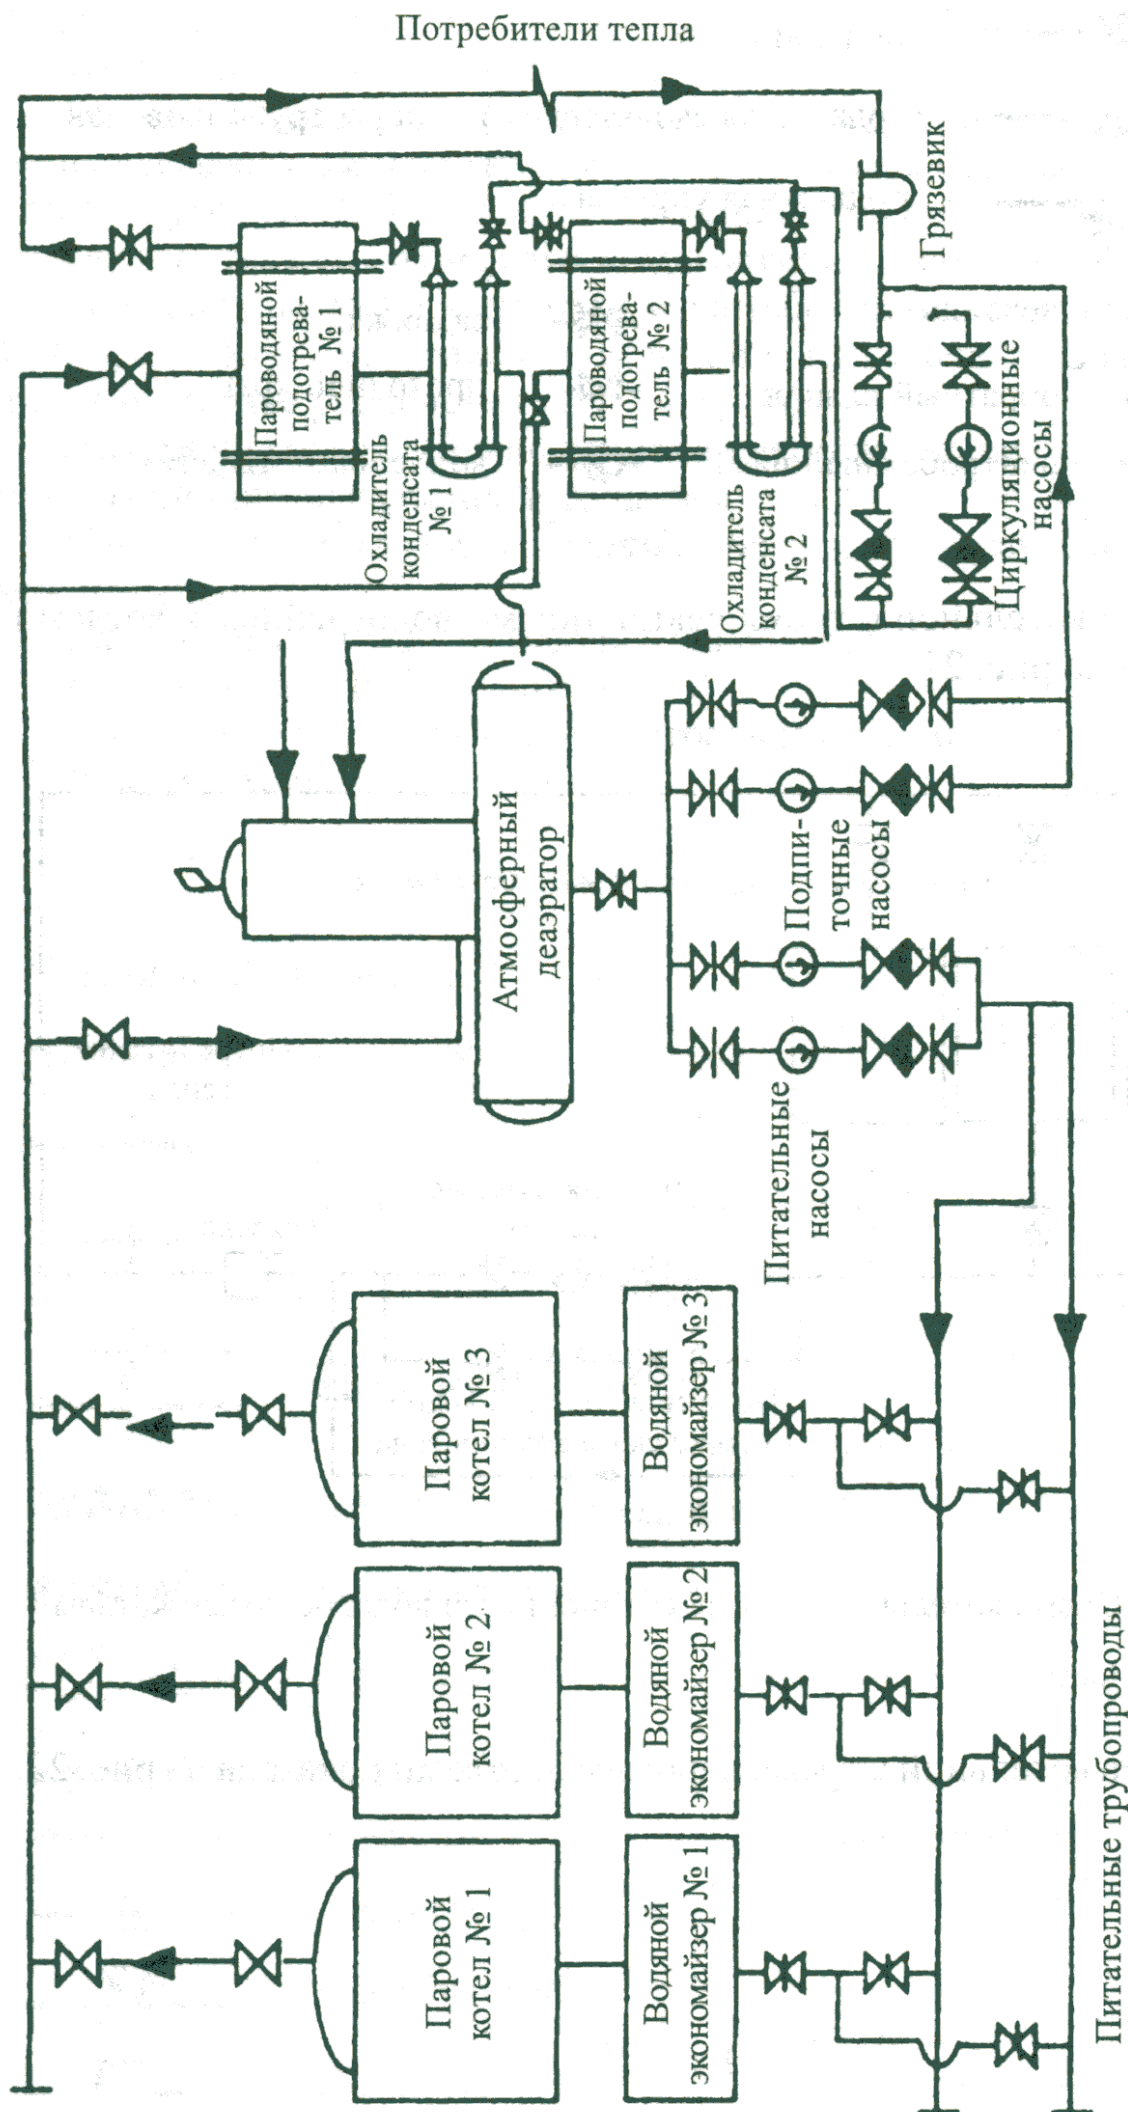 Потребители тепла
Грязевик
Пароводяной
подогрева-
тель № 1
Охладитель
конденсата
№ 1
Пароводяной
подогрева-
тель № 2
Охладитель
конденсата
№ 2
Циркуляционные
насосы
Атмосферный
деаэратор
Подпи-
точные
насосы
Питательные
насосы
Паровой
котел № 3
Водяной
экономайзер № 3
Паровой
котел № 2
Водяной
экономайзер № 2
Паровой
котел № 1
Водяной
экономайзер № 1
Питательные трубопроводы